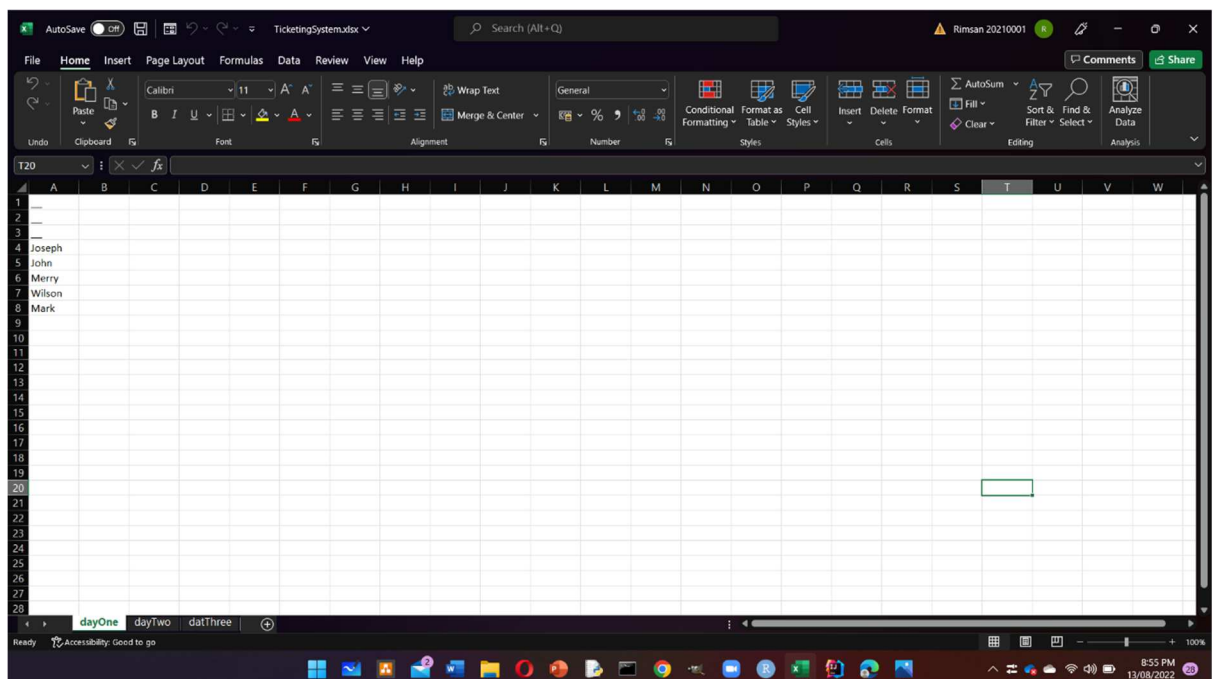 AutoSave Off TicketingSystem.xlsx Search (Alt+Q) Rimsan 20210001 R
File Home Insert Page Layout Formulas Data Review View Help Comments Share
Paste Calibri 11 A A Wrap Text General Conditional Formatting Format as Table Cell Styles Insert Delete Format AutoSum Fill Clear Sort & Filter Find & Select Analyze Data
B I U A Merge & Center % 9
Undo Clipboard Font Alignment Number Styles Cells Editing Analysis
T20 fx
A B C D E F G H I J K L M N O P Q R S T U V W
1 __
2 __
3 __
4 Joseph
5 John
6 Merry
7 Wilson
8 Mark
9
10
11
12
13
14
15
16
17
18
19
20
21
22
23
24
25
26
27
28
dayOne dayTwo datThree
Ready Accessibility: Good to go 100%
2 8:55 PM
13/08/2022 28